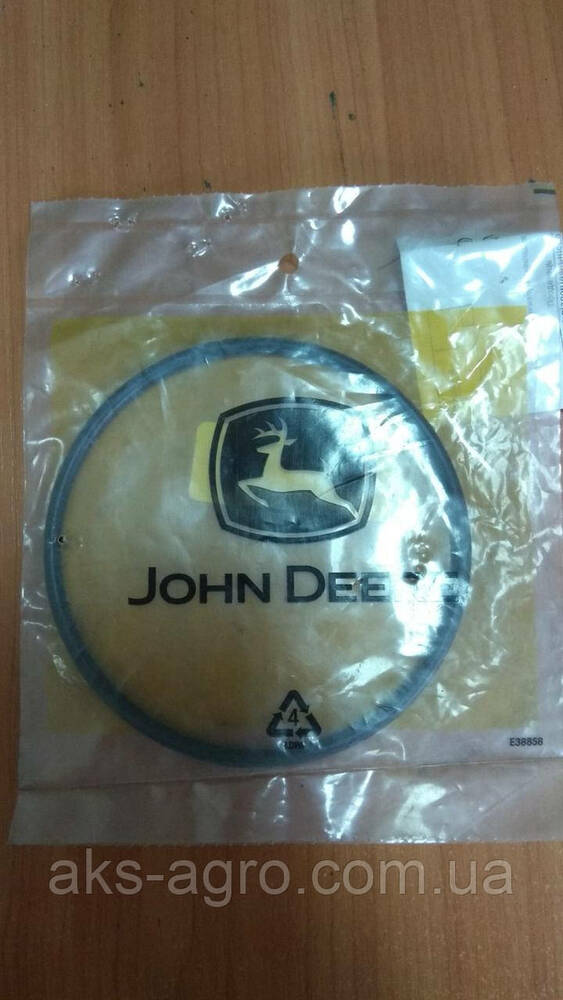 JOHN DEERE
4
LDPE
E38858
aks-agro.com.ua